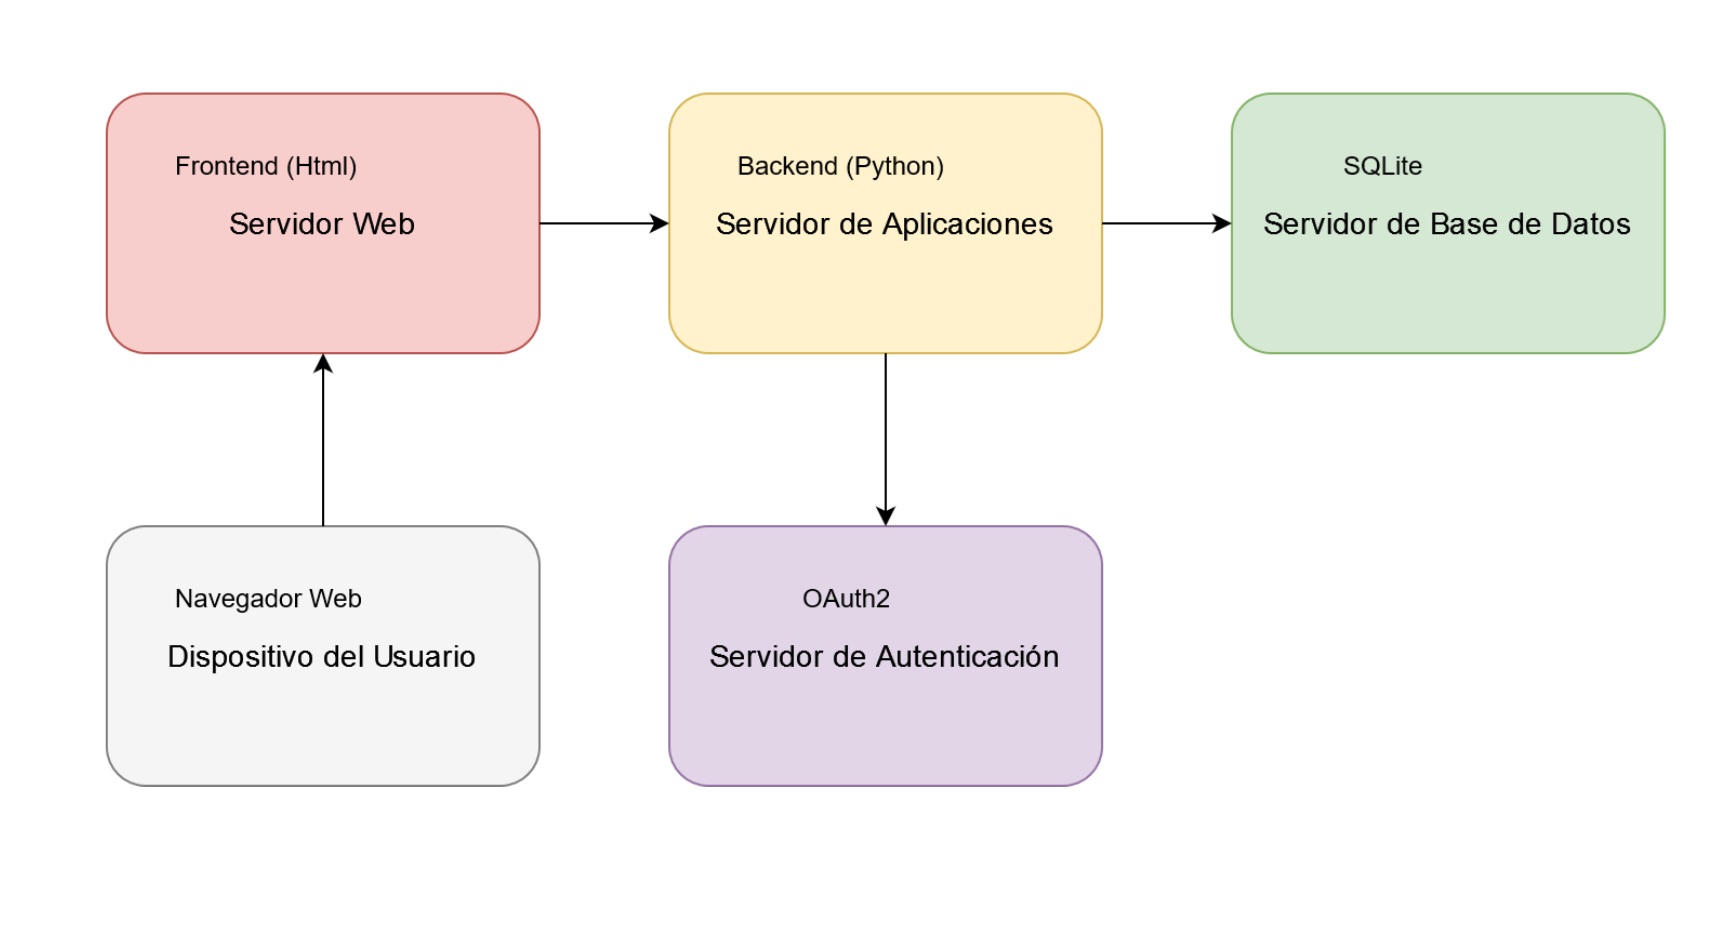 Frontend (Html)
Servidor Web
Backend (Python)
Servidor de Aplicaciones
SQLite
Servidor de Base de Datos
Navegador Web
Dispositivo del Usuario
OAuth2
Servidor de Autenticación